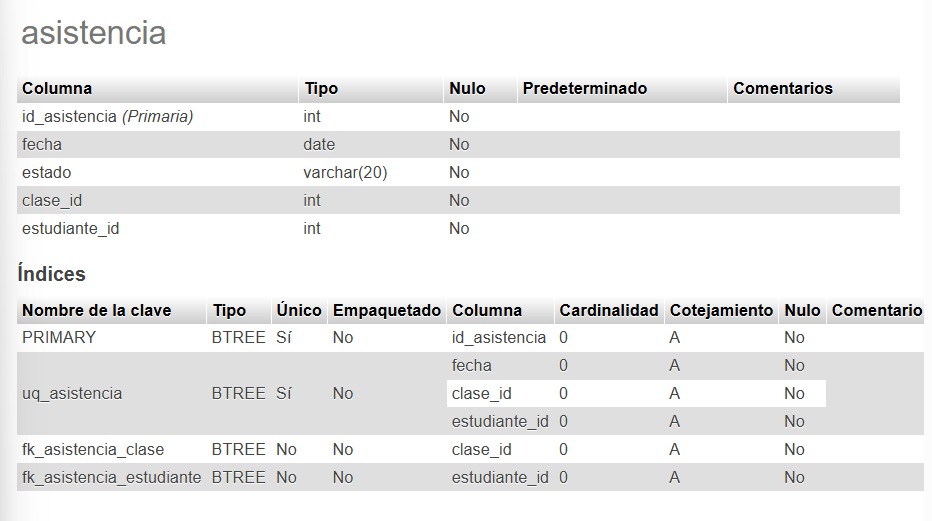 asistencia
Columna Tipo Nulo Predeterminado Comentarios
id_asistencia (Primaria) int No
fecha date No
estado varchar(20) No
clase_id int No
estudiante_id int No
Índices
Nombre de la clave Tipo Único Empaquetado Columna Cardinalidad Cotejamiento Nulo Comentario
PRIMARY BTREE Sí No id_asistencia 0 A No
fecha 0 A No
uq_asistencia BTREE Sí No clase_id 0 A No
estudiante_id 0 A No
fk_asistencia_clase BTREE No No clase_id 0 A No
fk_asistencia_estudiante BTREE No No estudiante_id 0 A No